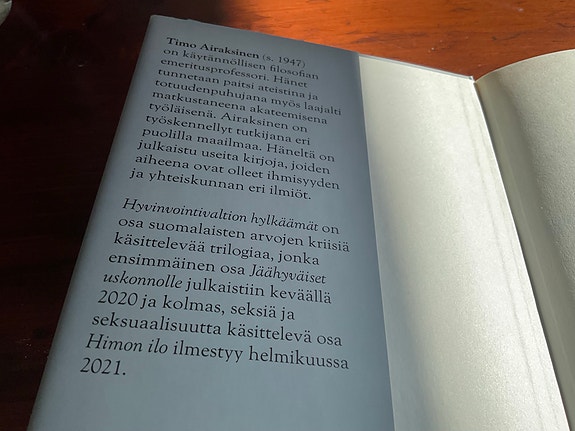 Timo Airaksinen (s. 1947)
on käytännöllisen filosofian
emeritusprofessori. Hänet
tunnetaan paitsi ateistina ja
totuudenpuhujana myös laajalti
matkustaneena akateemisena
työläisenä. Airaksinen on
työskennellyt tutkijana eri
puolilla maailmaa. Häneltä on
julkaistu useita kirjoja, joiden
aiheena ovat olleet ihmisyyden
ja yhteiskunnan eri ilmiöt.
Hyvinvointivaltion hylkäämät on
osa suomalaisten arvojen kriisiä
käsittelevää trilogiaa, jonka
ensimmäinen osa Jäähyväiset
uskonnolle julkaistiin keväällä
2020 ja kolmas, seksiä ja
seksuaalisuutta käsittelevä osa
Himon ilo ilmestyy helmikuussa
2021.